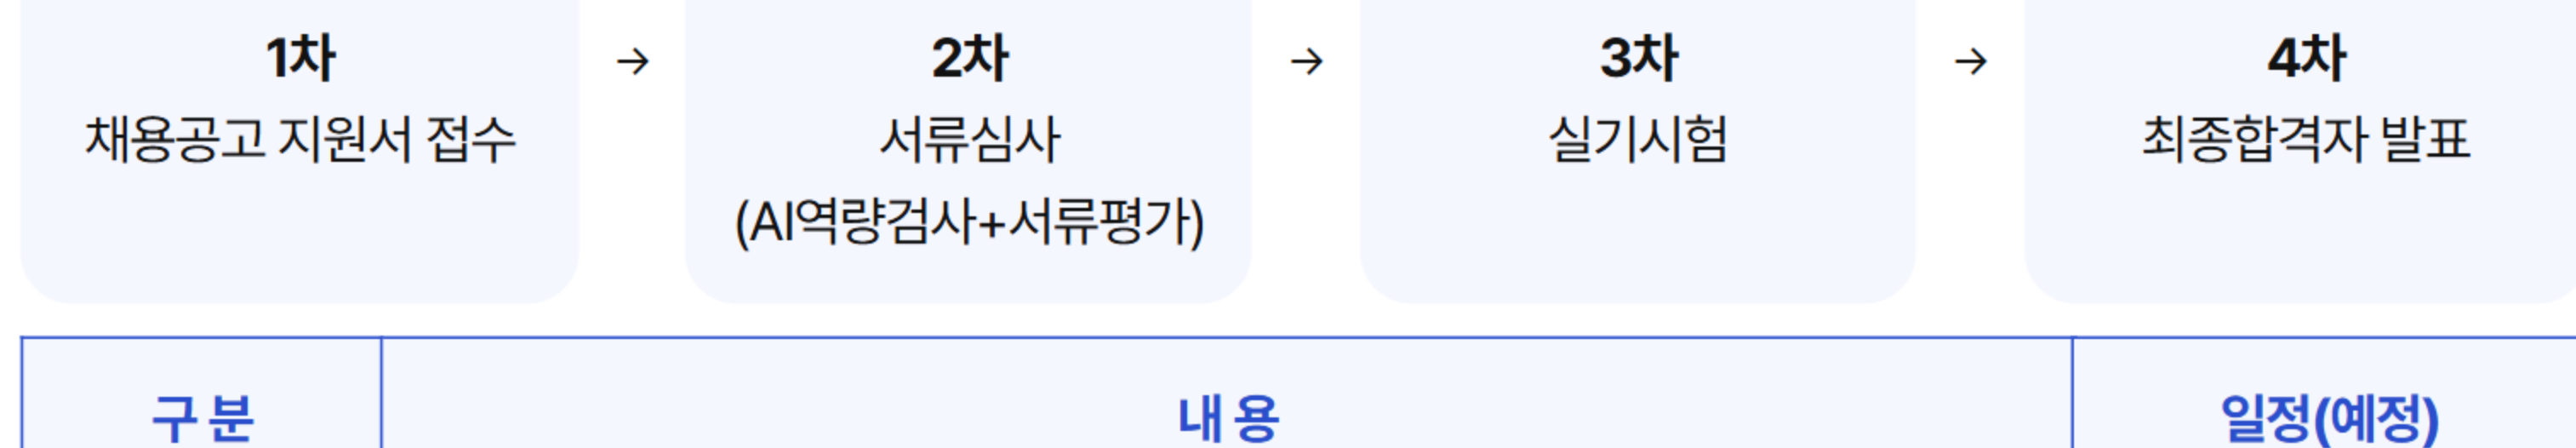 1차 → 2차 → 3차 → 4차
채용공고 지원서 접수 서류심사 실기시험 최종합격자 발표
(AI역량검사+서류평가)
구 분 내 용 일정(예정)